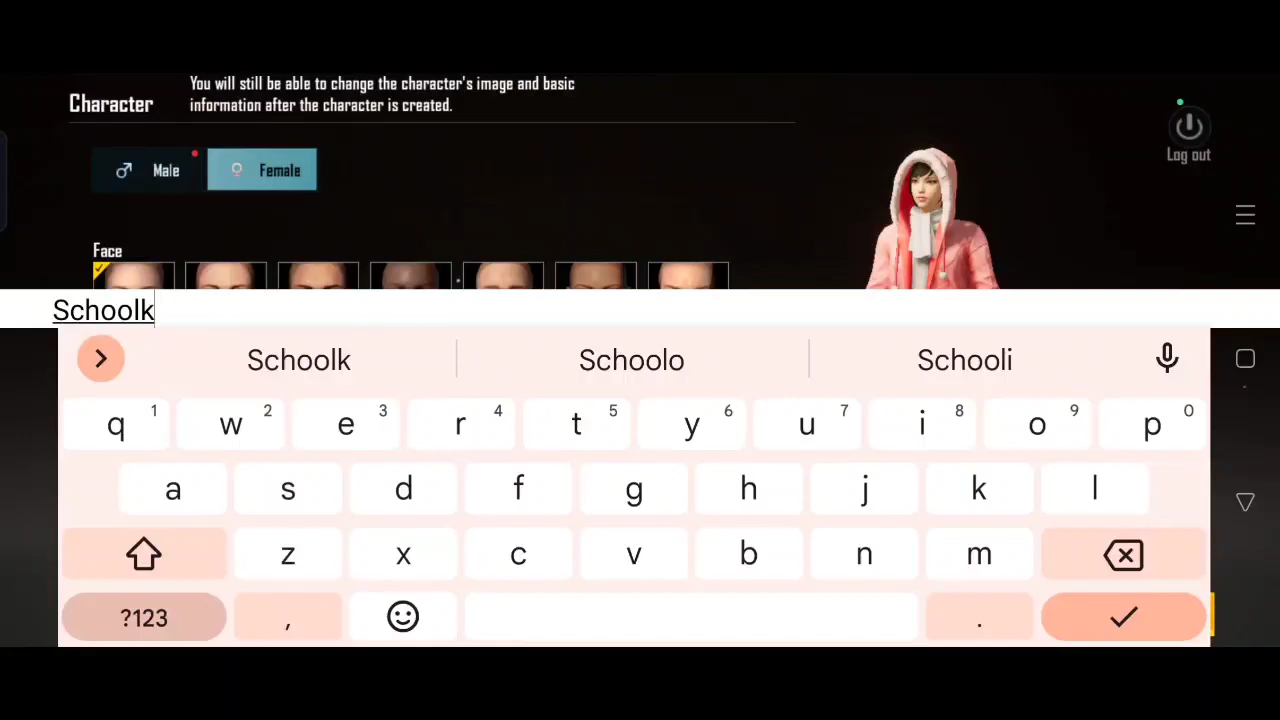 You will still be able to change the character's image and basic
information after the character is created.
Character
Log out
Male
Female
Face
Schoolk
Schoolk Schoolo Schooli
q 1 w 2 e 3 r 4 t 5 y 6 u 7 i 8 o 9 p 0
a s d f g h j k l
z x c v b n m
?123 , .